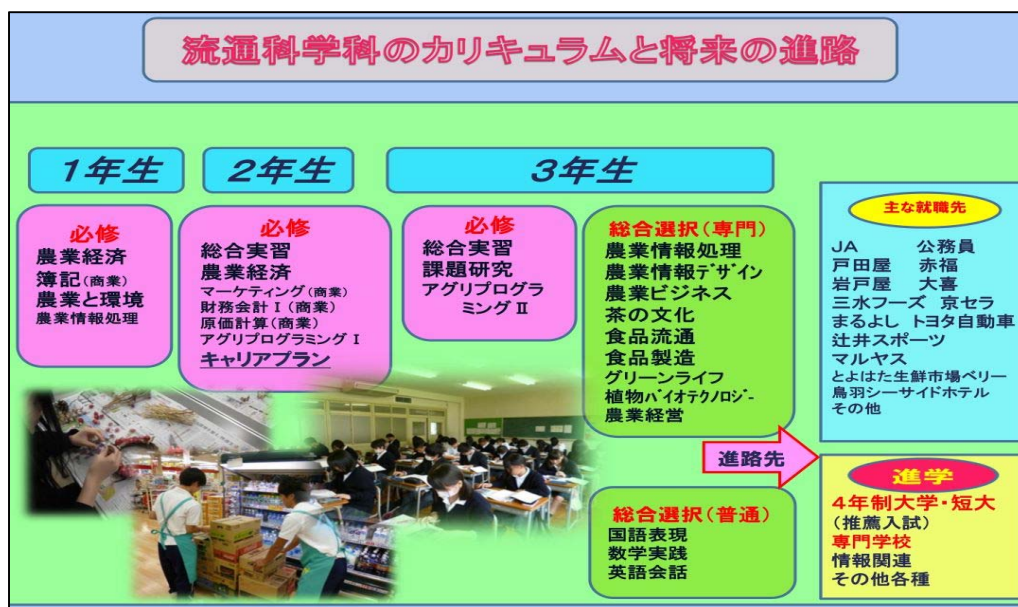 流通科学科のカリキュラムと将来の進路
1年生
必修
農業経済
簿記(商業)
農業と環境
農業情報処理
2年生
必修
総合実習
農業経済
マーケティング(商業)
財務会計Ⅰ(商業)
原価計算(商業)
アグリプログラミングⅠ
キャリアプラン
3年生
必修
総合実習
課題研究
アグリプログラ
ミングⅡ
総合選択(専門)
農業情報処理
農業情報デザイン
農業ビジネス
茶の文化
食品流通
食品製造
グリーンライフ
植物バイオテクノロジー
農業経営
総合選択(普通)
国語表現
数学実践
英語会話
進路先
主な就職先
JA 公務員
戸田屋 赤福
岩戸屋 大喜
三水フーズ 京セラ
まるよし トヨタ自動車
辻井スポーツ
マルヤス
とよはた生鮮市場ベリー
鳥羽シーサイドホテル
その他
進学
4年制大学・短大
(推薦入試)
専門学校
情報関連
その他各種